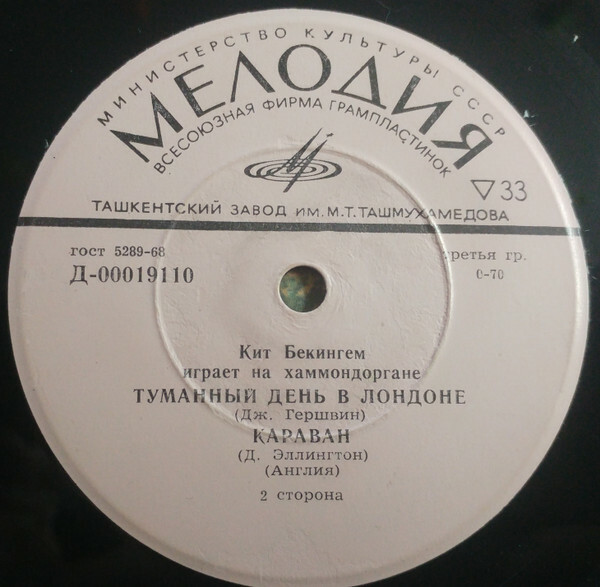 МИНИСТЕРСТВО КУЛЬТУРЫ СССР
МЕЛОДИЯ
ВСЕСОЮЗНАЯ ФИРМА ГРАМПЛАСТИНОК
▽33
ТАШКЕНТСКИЙ ЗАВОД ИМ. М.Т.ТАШМУХАМЕДОВА
гост 5289-68
третья гр.
Д-00019110
0-70
Кит Бекингем
играет на хаммондоргане
ТУМАННЫЙ ДЕНЬ В ЛОНДОНЕ
(Дж. Гершвин)
КАРАВАН
(Д. Эллингтон)
(Англия)
2 сторона